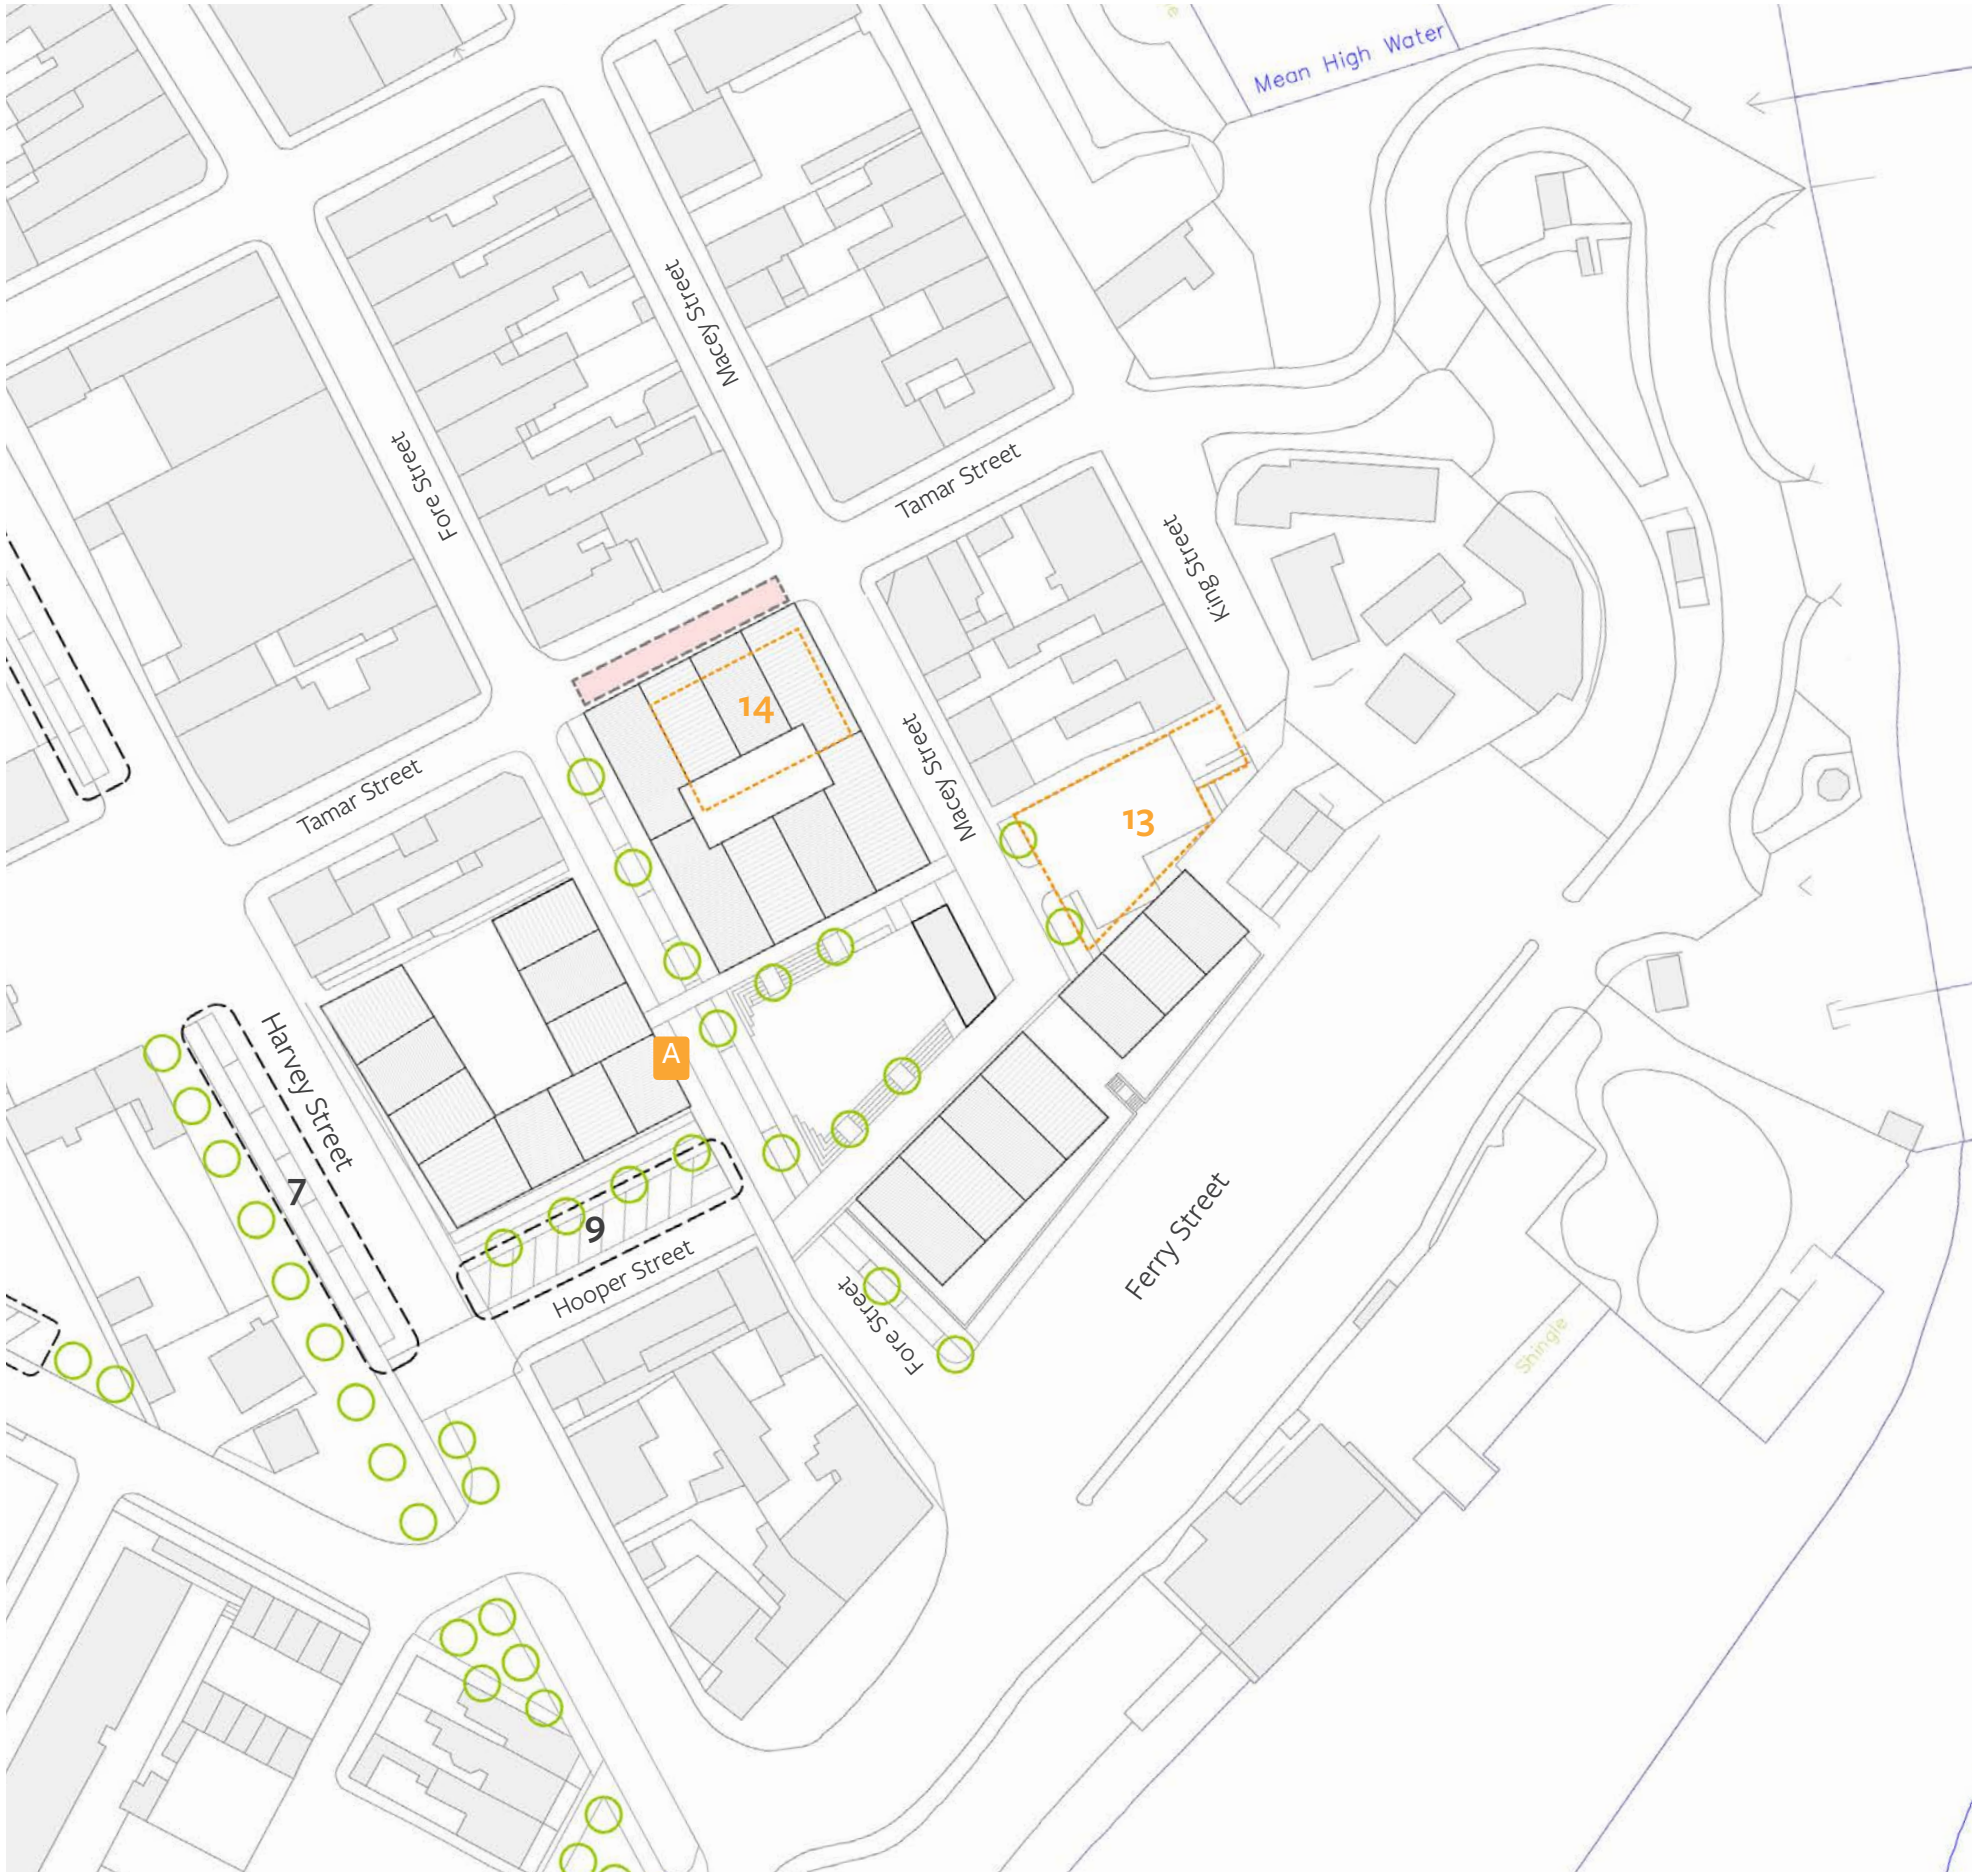 Mean High Water
Macey Street
Fore Street
Tamar Street
King Street
14
Macey Street
Tamar Street
13
A
Harvey Street
7
9
Hooper Street
Ferry Street
Fore Street
Shingle